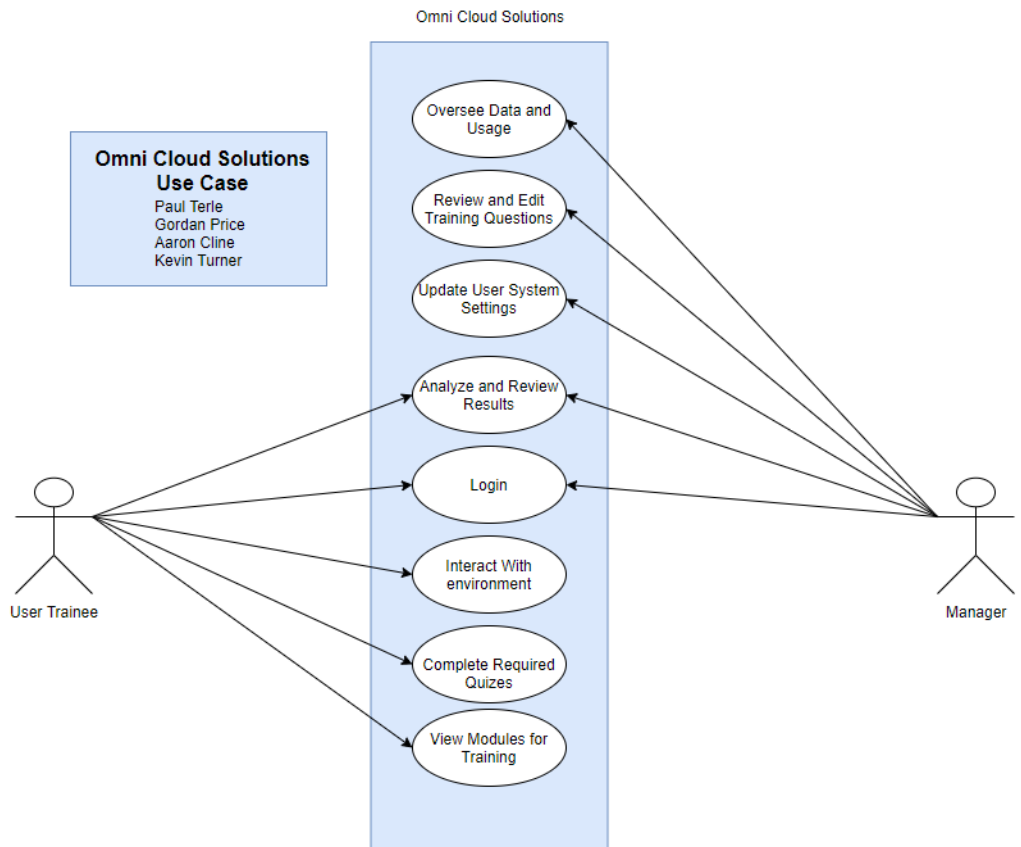 Omni Cloud Solutions
Omni Cloud Solutions
Use Case
Paul Terle
Gordan Price
Aaron Cline
Kevin Turner
Oversee Data and
Usage
Review and Edit
Training Questions
Update User System
Settings
Analyze and Review
Results
Login
Interact With
environment
Complete Required
Quizes
View Modules for
Training
User Trainee
Manager